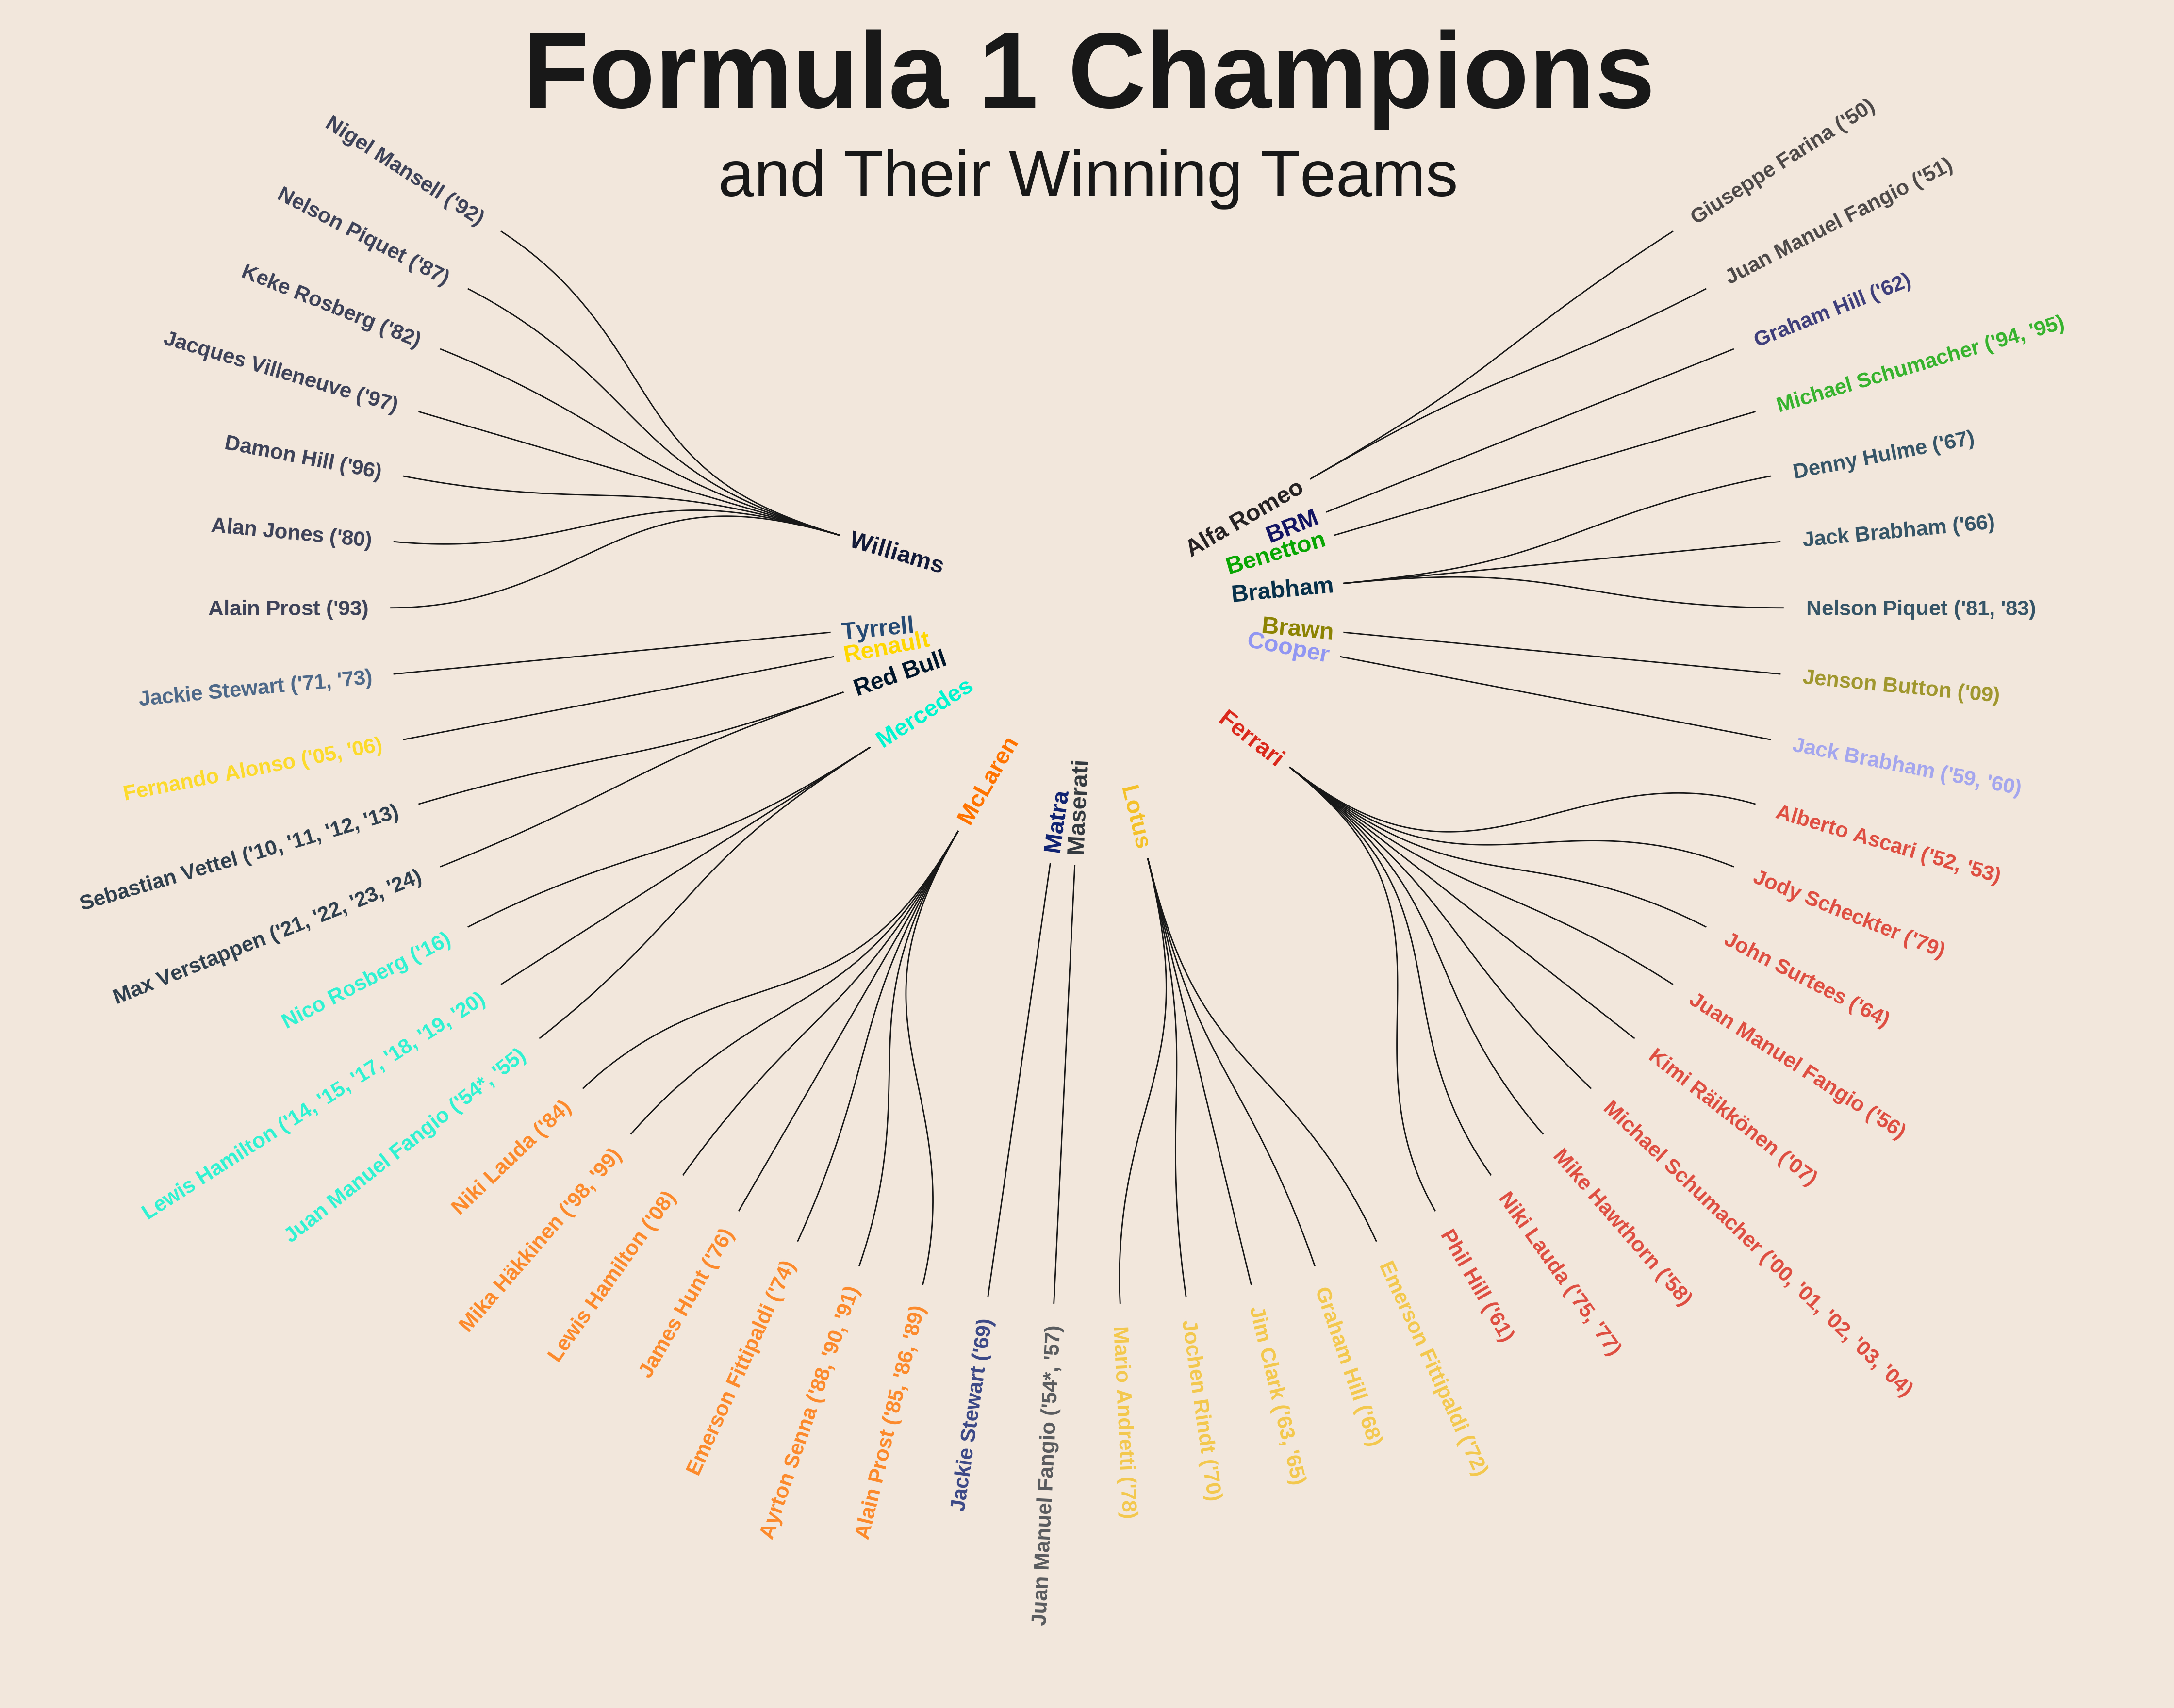 Formula 1 Champions
and Their Winning Teams
Alfa Romeo
Giuseppe Farina ('50)
Juan Manuel Fangio ('51)
BRM
Graham Hill ('62)
Benetton
Michael Schumacher ('94, '95)
Brabham
Denny Hulme ('67)
Jack Brabham ('66)
Nelson Piquet ('81, '83)
Brawn
Jenson Button ('09)
Cooper
Jack Brabham ('59, '60)
Ferrari
Alberto Ascari ('52, '53)
Jody Scheckter ('79)
John Surtees ('64)
Juan Manuel Fangio ('56)
Kimi Räikkönen ('07)
Michael Schumacher ('00, '01, '02, '03, '04)
Mike Hawthorn ('58)
Niki Lauda ('75, '77)
Phil Hill ('61)
Lotus
Emerson Fittipaldi ('72)
Graham Hill ('68)
Jim Clark ('63, '65)
Jochen Rindt ('70)
Mario Andretti ('78)
Maserati
Juan Manuel Fangio ('54*, '57)
Matra
Jackie Stewart ('69)
McLaren
Alain Prost ('85, '86, '89)
Ayrton Senna ('88, '90, '91)
Emerson Fittipaldi ('74)
James Hunt ('76)
Lewis Hamilton ('08)
Mika Häkkinen ('98, '99)
Niki Lauda ('84)
Mercedes
Juan Manuel Fangio ('54*, '55)
Lewis Hamilton ('14, '15, '17, '18, '19, '20)
Nico Rosberg ('16)
Red Bull
Max Verstappen ('21, '22, '23, '24)
Sebastian Vettel ('10, '11, '12, '13)
Renault
Fernando Alonso ('05, '06)
Tyrrell
Jackie Stewart ('71, '73)
Williams
Alain Prost ('93)
Alan Jones ('80)
Damon Hill ('96)
Jacques Villeneuve ('97)
Keke Rosberg ('82)
Nelson Piquet ('87)
Nigel Mansell ('92)